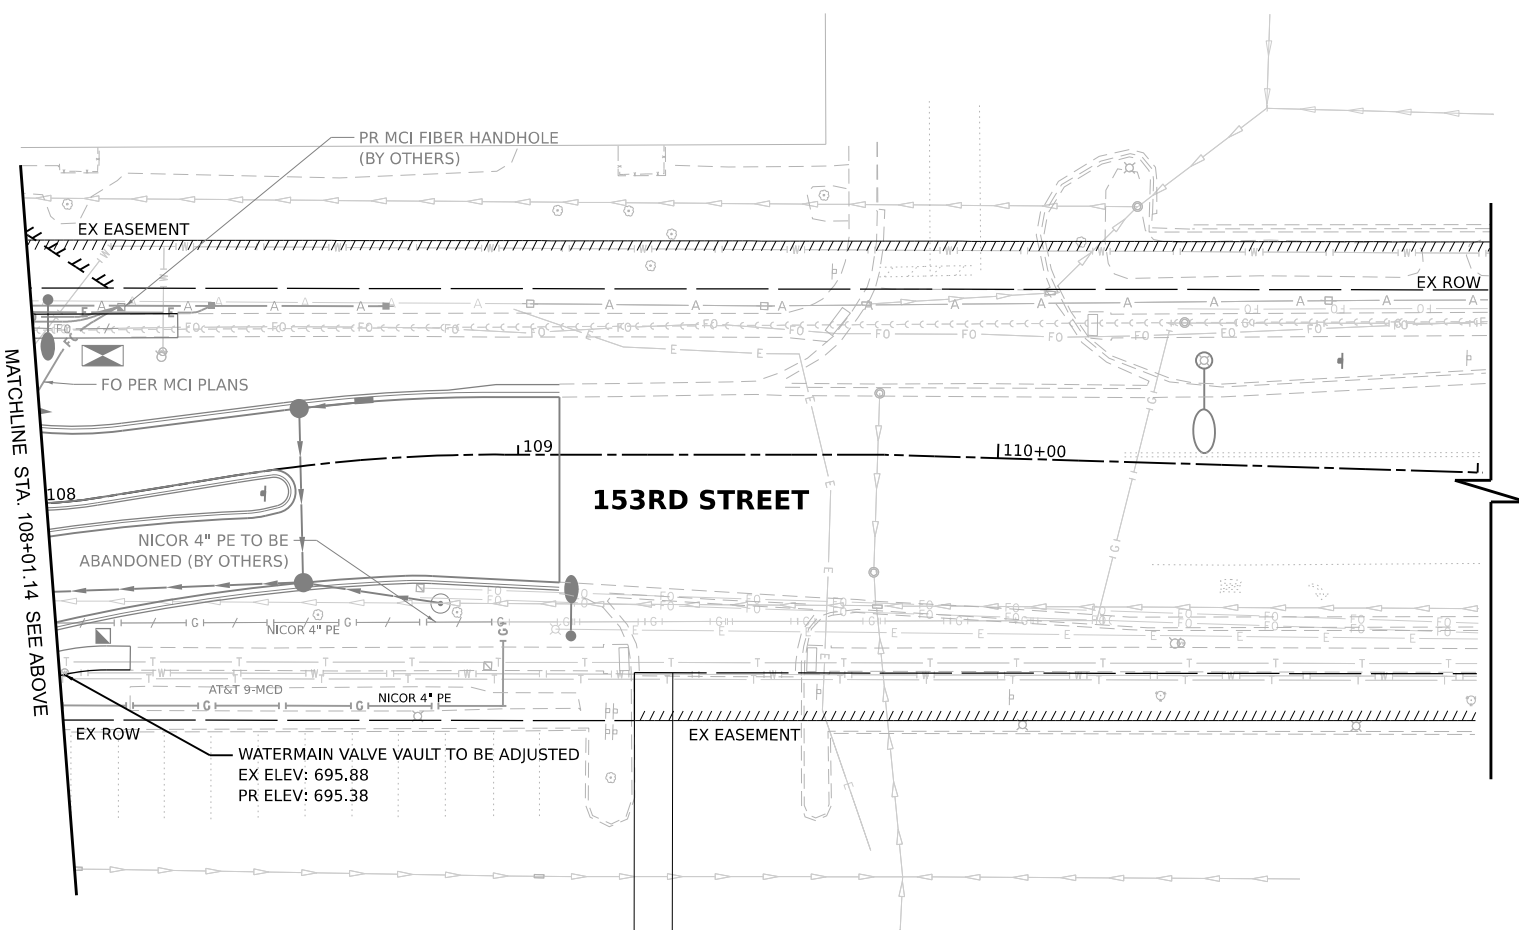 PR MCI FIBER HANDHOLE
(BY OTHERS)
EX EASEMENT
EX ROW
FO PER MCI PLANS
109
110+00
108
153RD STREET
MATCHLINE STA. 108+01.14 SEE ABOVE
NICOR 4" PE TO BE
ABANDONED (BY OTHERS)
NICOR 4" PE
AT&T 9-MCD
NICOR 4" PE
EX ROW
EX EASEMENT
WATERMAIN VALVE VAULT TO BE ADJUSTED
EX ELEV: 695.88
PR ELEV: 695.38